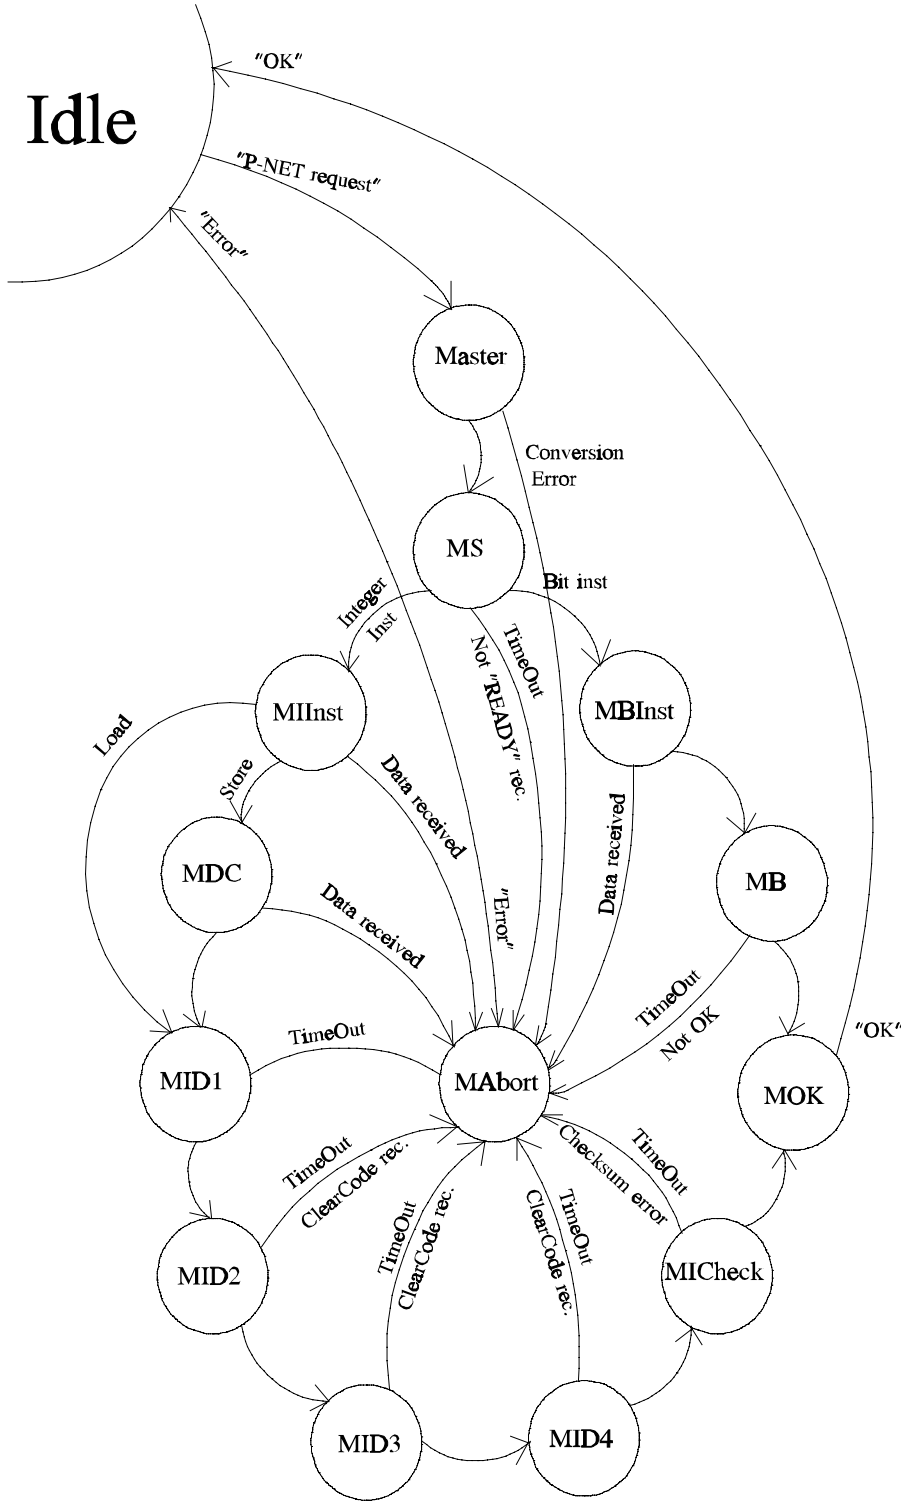 "OK"
Idle
"P-NET request"
"Error"
Master
Conversion
Error
MS
Bit inst
Integer
Inst
TimeOut
Not "READY" rec.
MIInst
MBInst
Load
Store
Data received
Data received
MDC
MB
Data received
"Error"
TimeOut
Not OK
TimeOut
"OK"
MID1
MAbort
MOK
TimeOut
ClearCode rec.
TimeOut
Checksum error
TimeOut
ClearCode rec.
TimeOut
ClearCode rec.
MID2
MICheck
MID3
MID4